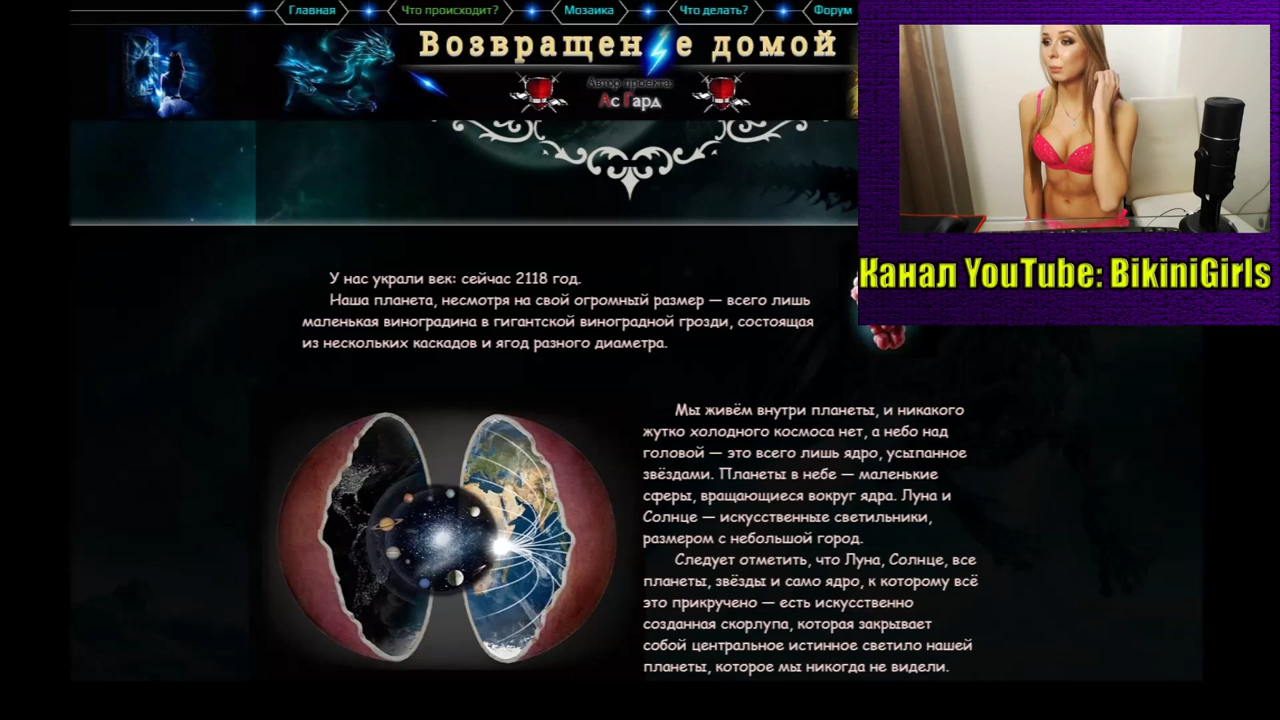 Главная
Что происходит?
Мозаика
Что делать?
Форум
Возвращен е домой
Автор проекта:
Ас Гард
Канал YouTube: BikiniGirls
У нас украли век: сейчас 2118 год.
Наша планета, несмотря на свой огромный размер — всего лишь
маленькая виноградина в гигантской виноградной грозди, состоящая
из нескольких каскадов и ягод разного диаметра.
Мы живём внутри планеты, и никакого
жутко холодного космоса нет, а небо над
головой — это всего лишь ядро, усыпанное
звёздами. Планеты в небе — маленькие
сферы, вращающиеся вокруг ядра. Луна и
Солнце — искусственные светильники,
размером с небольшой город.
Следует отметить, что Луна, Солнце, все
планеты, звёзды и само ядро, к которому всё
это прикручено — есть искусственно
созданная скорлупа, которая закрывает
собой центральное истинное светило нашей
планеты, которое мы никогда не видели.